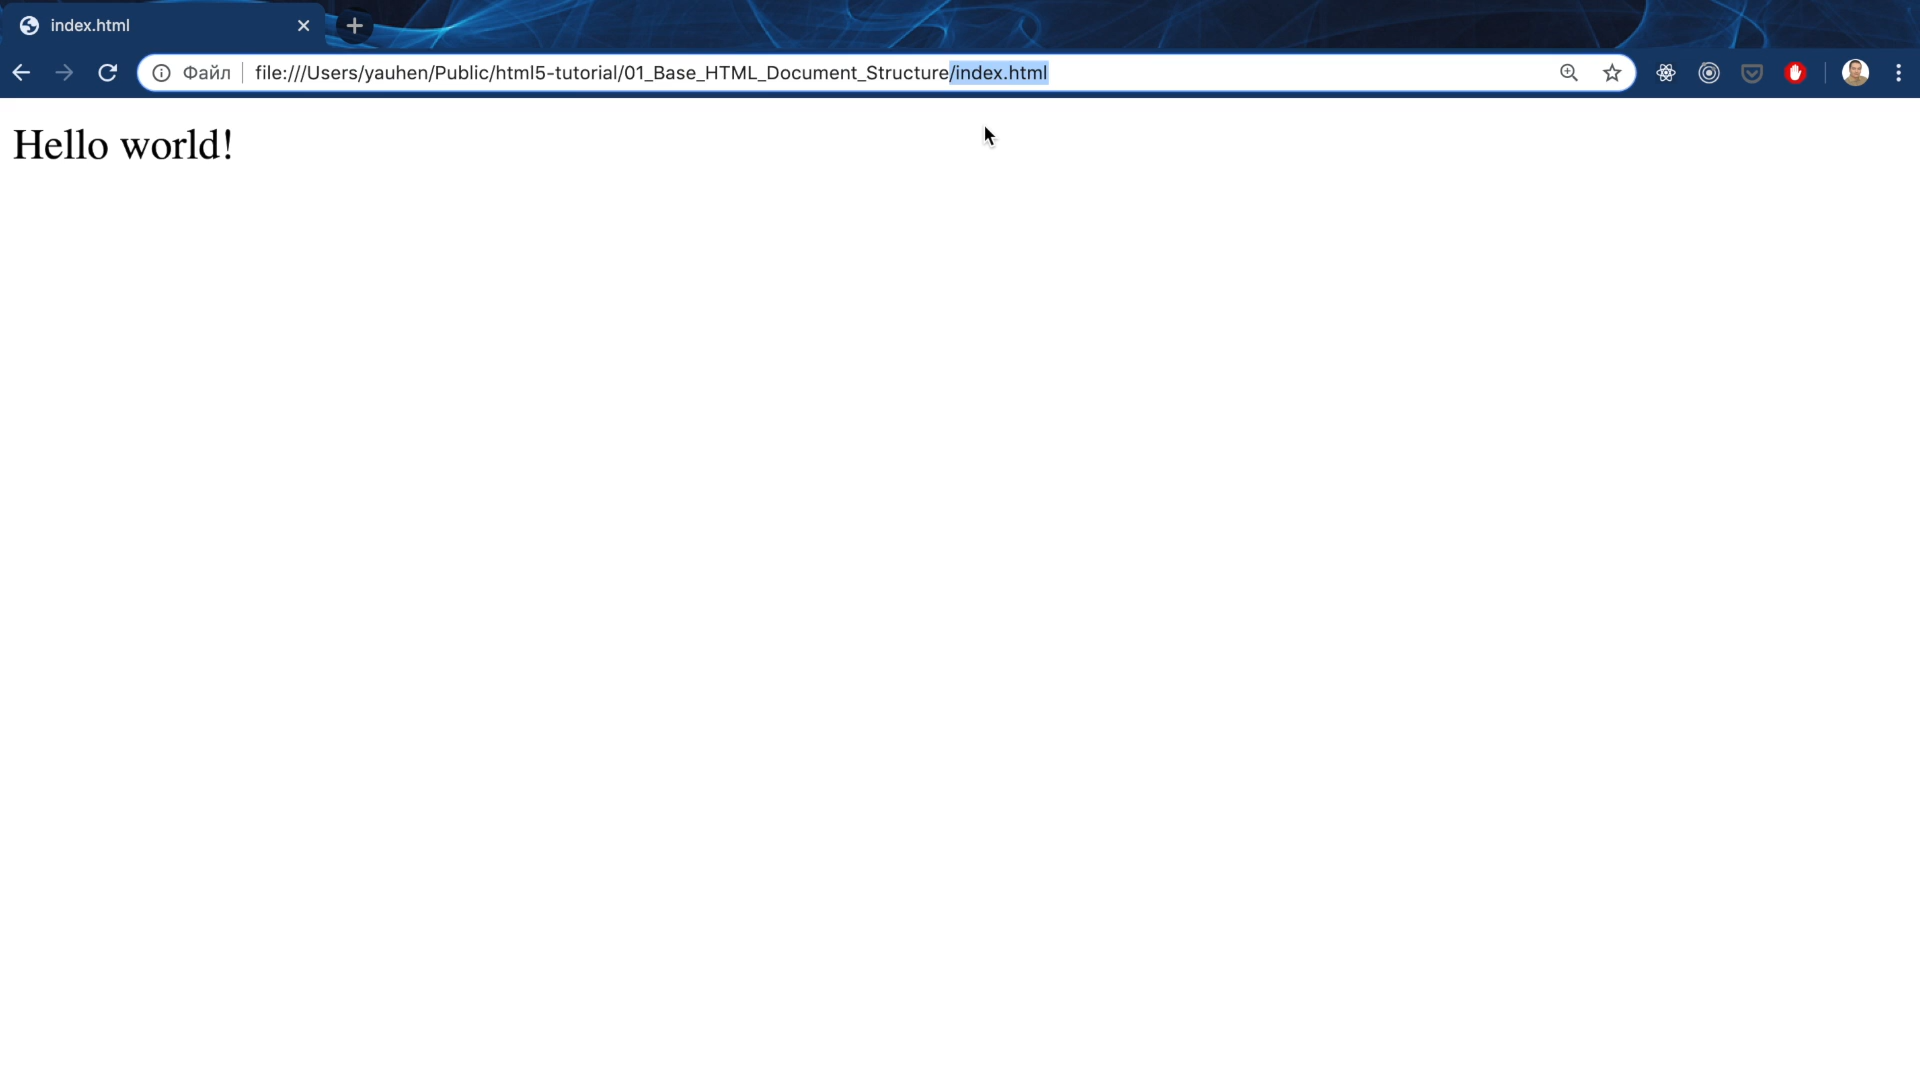 index.html
Файл file:///Users/yauhen/Public/html5-tutorial/01_Base_HTML_Document_Structure/index.html
Hello world!